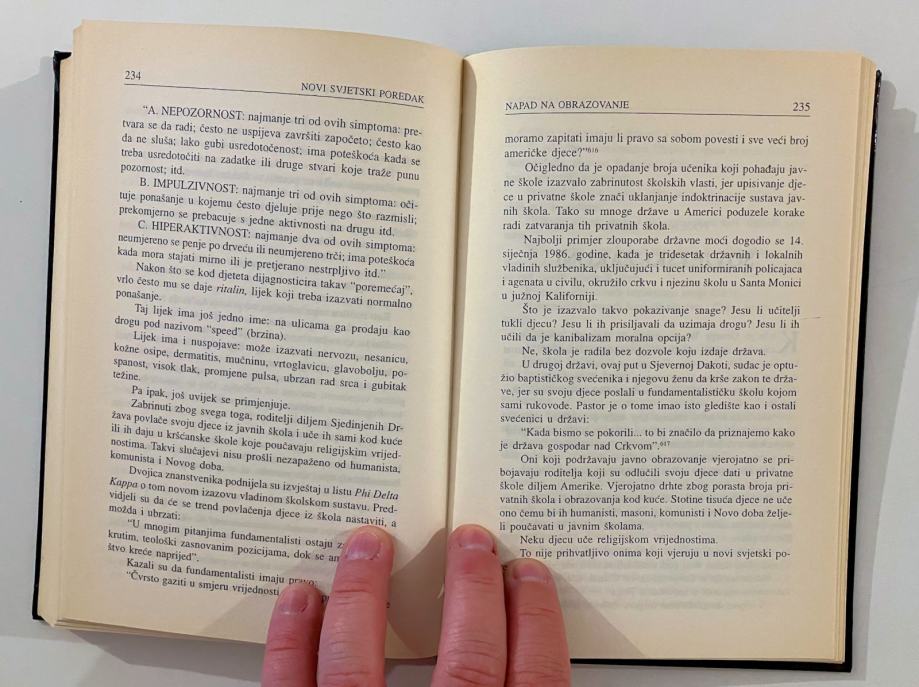 234
NOVI SVJETSKI POREDAK
"A. NEPOZORNOST: najmanje tri od ovih simptoma: pre-
tvara se da radi; često ne uspijeva završiti započeto; često kao
da ne sluša; lako gubi usredotočenost; ima poteškoća kada se
treba usredotočiti na zadatke ili druge stvari koje traže punu
pozornost; itd.
B. IMPULZIVNOST: najmanje tri od ovih simptoma: oči-
tuje ponašanje u kojemu često djeluje prije nego što razmisli;
prekomjerno se prebacuje s jedne aktivnosti na drugu itd.
C. HIPERAKTIVNOST: najmanje dva od ovih simptoma:
neumjereno se penje po drveću ili neumjereno trči; ima poteškoća
kada mora stajati mirno ili je pretjerano nestrpljivo itd."
Nakon što se kod djeteta dijagnosticira takav "poremećaj",
vrlo često mu se daje ritalin, lijek koji treba izazvati normalno
ponašanje.
Taj lijek ima još jedno ime: na ulicama ga prodaju kao
drogu pod nazivom "speed" (brzina).
Lijek ima i nuspojave: može izazvati nervozu, nesanicu,
kožne osipe, dermatitis, mučninu, vrtoglavicu, glavobolju, po-
spanost, visok tlak, promjene pulsa, ubrzan rad srca i gubitak
težine.
Pa ipak, još uvijek se primjenjuje.
Zabrinuti zbog svega toga, roditelji diljem Sjedinjenih Dr-
žava povlače svoju djecu iz javnih škola i uče ih sami kod kuće
ili ih daju u kršćanske škole koje poučavaju religijskim vrijed-
nostima. Takvi slučajevi nisu prošli nezapaženo od humanista,
komunista i Novog doba.
Dvojica znanstvenika podnijela su izvještaj u listu Phi Delta
Kappa o tom novom izazovu vladinom školskom sustavu. Pred-
vidjeli su da će se trend povlačenja djece iz škola nastaviti, a
možda i ubrzati:
"U mnogim pitanjima fundamentalisti ostaju
krutim, teološki zasnovanim pozicijama, dok se
štvo kreće naprijed".
Kazali su da fundamentalisti imaju pravo:
"Čvrsto gaziti u smjeru vrijednosti
NAPAD NA OBRAZOVANJE
235
moramo zapitati imaju li pravo sa sobom povesti i sve veći broj
američke djece?"616
Očigledno da je opadanje broja učenika koji pohađaju jav-
ne škole izazvalo zabrinutost školskih vlasti, jer upisivanje dje-
ce u privatne škole znači uklanjanje indoktrinacije sustava jav-
nih škola. Tako su mnoge države u Americi poduzele korake
radi zatvaranja tih privatnih škola.
Najbolji primjer zlouporabe državne moći dogodio se 14.
siječnja 1986. godine, kada je tridesetak državnih i lokalnih
vladinih službenika, uključujući i tucet uniformiranih policajaca
i agenata u civilu, okružilo crkvu i njezinu školu u Santa Monici
u južnoj Kaliforniji.
Što je izazvalo takvo pokazivanje snage? Jesu li učitelji
tukli djecu? Jesu li ih prisiljavali da uzimaju drogu? Jesu li ih
učili da je kanibalizam moralna opcija?
Ne, škola je radila bez dozvole koju izdaje država.
U drugoj državi, ovaj put u Sjevernoj Dakoti, sudac je optu-
žio baptističkog svećenika i njegovu ženu da krše zakon te drža-
ve, jer su svoju djecu poslali u fundamentalističku školu kojom
sami rukovode. Pastor je o tome imao isto gledište kao i ostali
svećenici u državi:
"Kada bismo se pokorili... to bi značilo da priznajemo kako
je država gospodar nad Crkvom".617
Oni koji podržavaju javno obrazovanje vjerojatno se pri-
bojavaju roditelja koji su odlučili svoju djecu dati u privatne
škole diljem Amerike. Vjerojatno drhte zbog porasta broja pri-
vatnih škola i obrazovanja kod kuće. Stotine tisuća djece ne uče
ono čemu bi ih humanisti, masoni, komunisti i Novo doba želje-
li poučavati u javnim školama.
Neku djecu uče religijskom vrijednostima.
To nije prihvatljivo onima koji vjeruju u novi svjetski po-